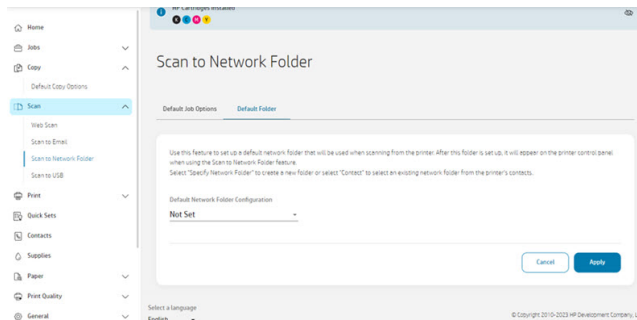 HP Cartridges Installed
K C M Y
Home
Jobs
Copy
Default Copy Options
Scan
Web Scan
Scan to Email
Scan to Network Folder
Scan to USB
Print
Quick Sets
Contacts
Supplies
Paper
Print Quality
General
Scan to Network Folder
Default Job Options
Default Folder
Use this feature to set up a default network folder that will be used when scanning from the printer. After this folder is set up, it will appear on the printer control panel
when using the Scan to Network Folder feature.
Select "Specify Network Folder" to create a new folder or select "Contact" to select an existing network folder from the printer's contacts.
Default Network Folder Configuration
Not Set
Cancel
Apply
Select a language
English
© Copyright 2010-2023 HP Development Company, L